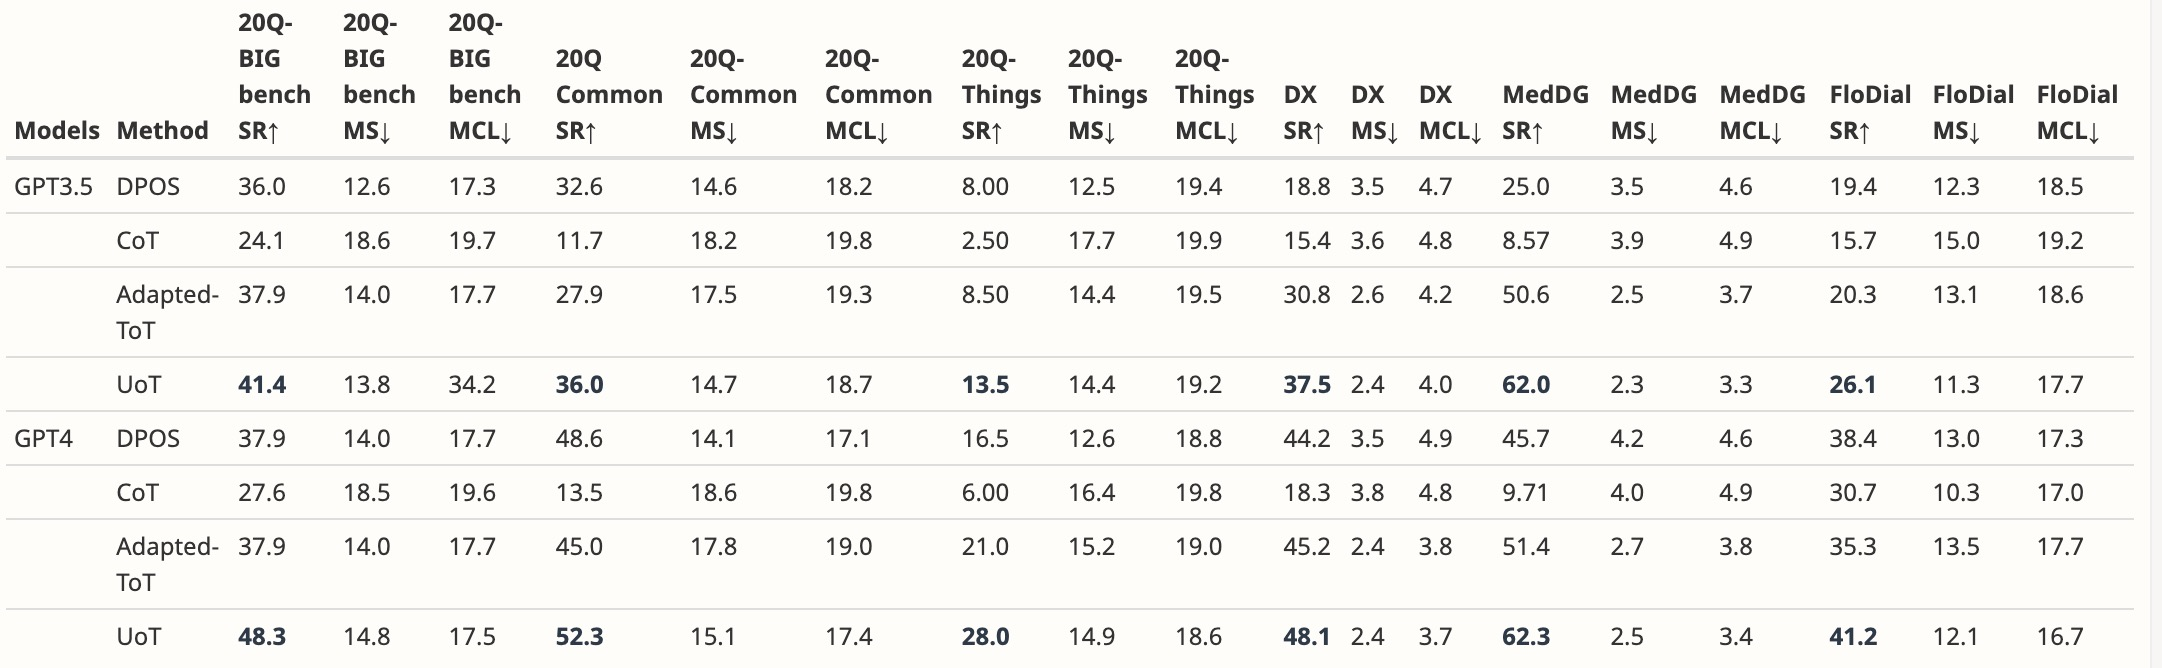 Models Method 20Q-BIG bench SR↑ 20Q-BIG bench MS↓ 20Q-BIG bench MCL↓ 20Q Common SR↑ 20Q-Common MS↓ 20Q-Common MCL↓ 20Q-Things SR↑ 20Q-Things MS↓ 20Q-Things MCL↓ DX SR↑ DX MS↓ DX MCL↓ MedDG SR↑ MedDG MS↓ MedDG MCL↓ FloDial SR↑ FloDial MS↓ FloDial MCL↓
GPT3.5 DPOS 36.0 12.6 17.3 32.6 14.6 18.2 8.00 12.5 19.4 18.8 3.5 4.7 25.0 3.5 4.6 19.4 12.3 18.5
CoT 24.1 18.6 19.7 11.7 18.2 19.8 2.50 17.7 19.9 15.4 3.6 4.8 8.57 3.9 4.9 15.7 15.0 19.2
Adapted-ToT 37.9 14.0 17.7 27.9 17.5 19.3 8.50 14.4 19.5 30.8 2.6 4.2 50.6 2.5 3.7 20.3 13.1 18.6
UoT 41.4 13.8 34.2 36.0 14.7 18.7 13.5 14.4 19.2 37.5 2.4 4.0 62.0 2.3 3.3 26.1 11.3 17.7
GPT4 DPOS 37.9 14.0 17.7 48.6 14.1 17.1 16.5 12.6 18.8 44.2 3.5 4.9 45.7 4.2 4.6 38.4 13.0 17.3
CoT 27.6 18.5 19.6 13.5 18.6 19.8 6.00 16.4 19.8 18.3 3.8 4.8 9.71 4.0 4.9 30.7 10.3 17.0
Adapted-ToT 37.9 14.0 17.7 45.0 17.8 19.0 21.0 15.2 19.0 45.2 2.4 3.8 51.4 2.7 3.8 35.3 13.5 17.7
UoT 48.3 14.8 17.5 52.3 15.1 17.4 28.0 14.9 18.6 48.1 2.4 3.7 62.3 2.5 3.4 41.2 12.1 16.7